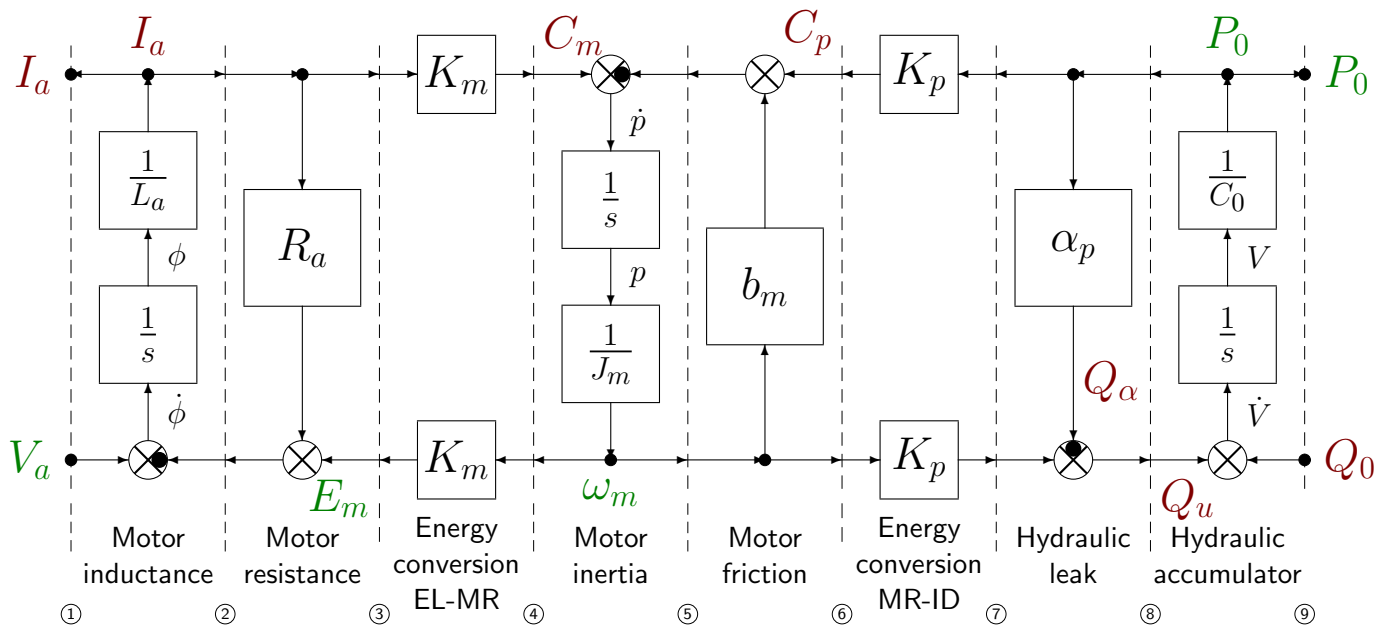 I_a
C_m
C_p
P_0
I_a
K_m
K_p
P_0
ṗ
1/L_a
1/s
1/C_0
R_a
α_p
ϕ
p
V
b_m
1/s
1/J_m
1/s
Q_α
ϕ̇
V̇
V_a
K_m
K_p
Q_0
E_m
ω_m
Q_u
Motor
inductance
Motor
resistance
Energy
conversion
EL-MR
Motor
inertia
Motor
friction
Energy
conversion
MR-ID
Hydraulic
leak
Hydraulic
accumulator
① ② ③ ④ ⑤ ⑥ ⑦ ⑧ ⑨